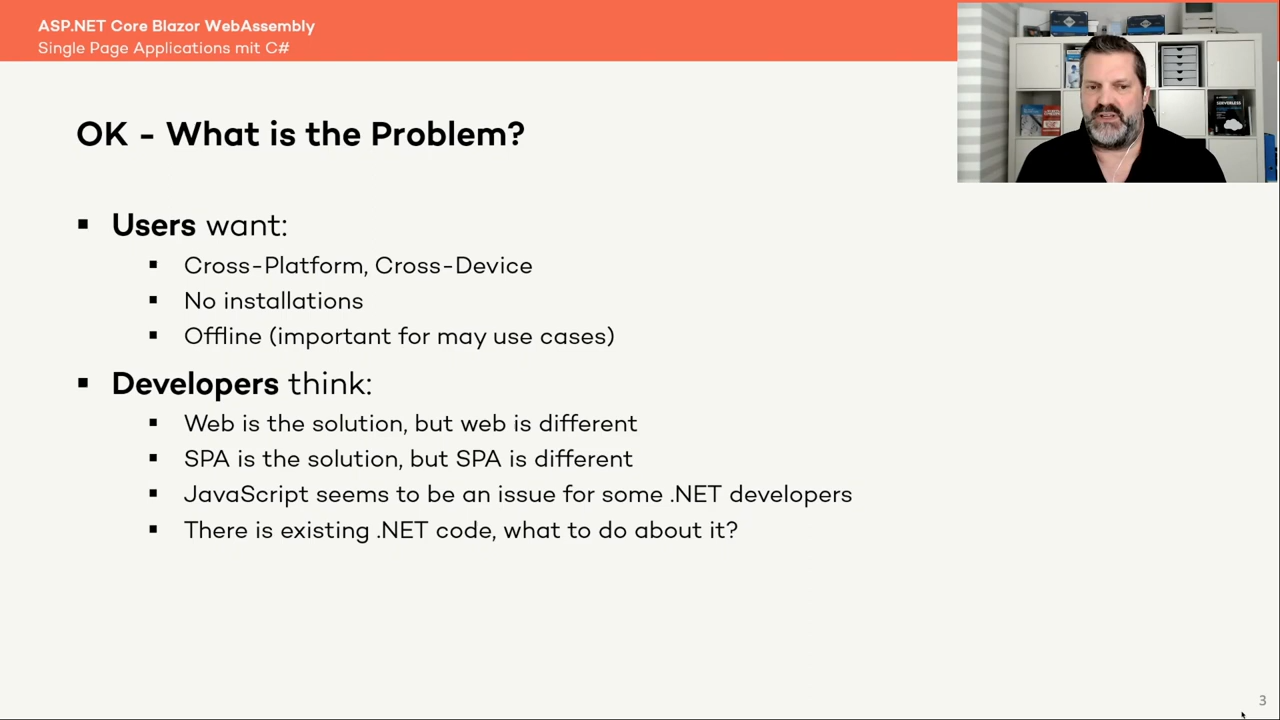 ASP.NET Core Blazor WebAssembly
Single Page Applications mit C#
OK - What is the Problem?
▪ Users want:
▪ Cross-Platform, Cross-Device
▪ No installations
▪ Offline (important for may use cases)
▪ Developers think:
▪ Web is the solution, but web is different
▪ SPA is the solution, but SPA is different
▪ JavaScript seems to be an issue for some .NET developers
▪ There is existing .NET code, what to do about it?
SERVERLESS
3